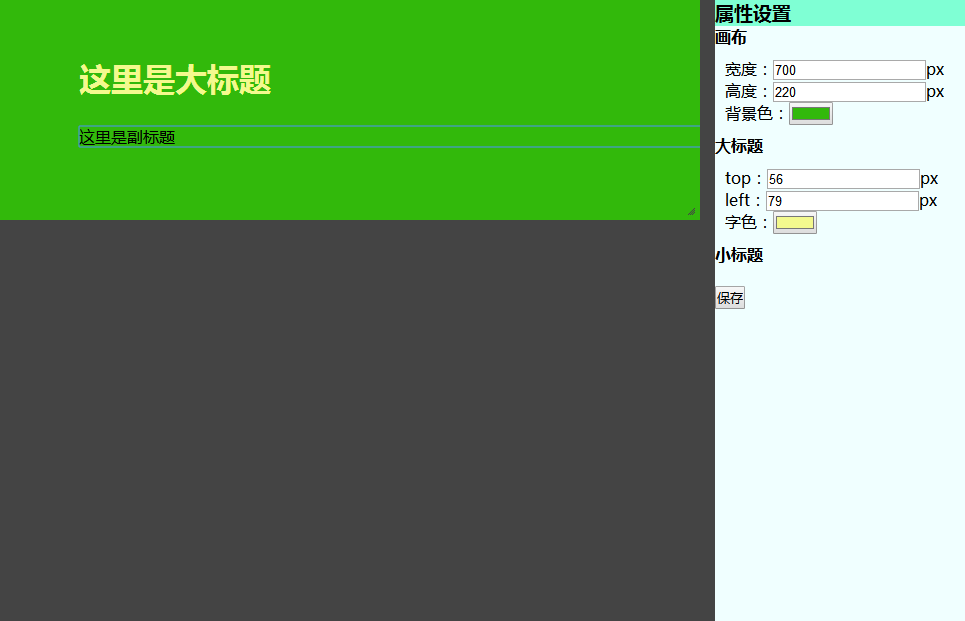 这里是大标题
这里是副标题
属性设置
画布
宽度：700px
高度：220px
背景色：
大标题
top：56px
left：79px
字色：
小标题
保存